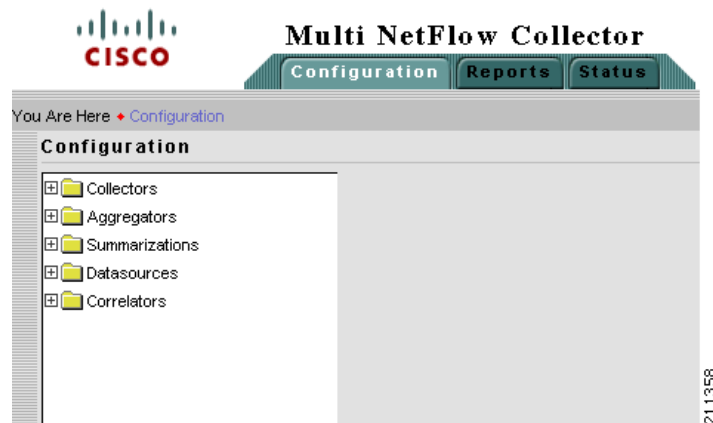 CISCO
Multi NetFlow Collector
Configuration Reports Status
You Are Here Configuration
Configuration
Collectors
Aggregators
Summarizations
Datasources
Correlators
211358